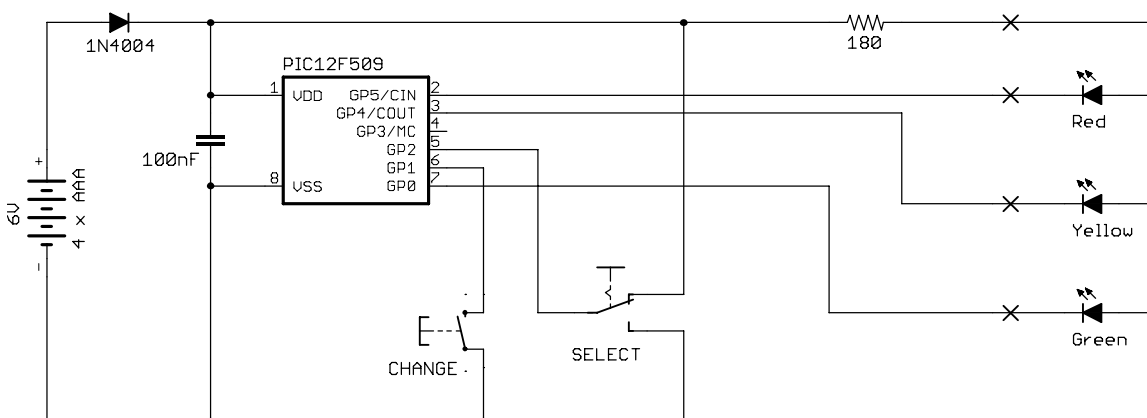 1N4004
180
PIC12F509
1 VDD GP5/CIN 2
GP4/COUT 3
GP3/MC 4
GP2 5
GP1 6
8 VSS GP0 7
100nF
+
6V
4 x AAA
-
Red
Yellow
Green
CHANGE
SELECT